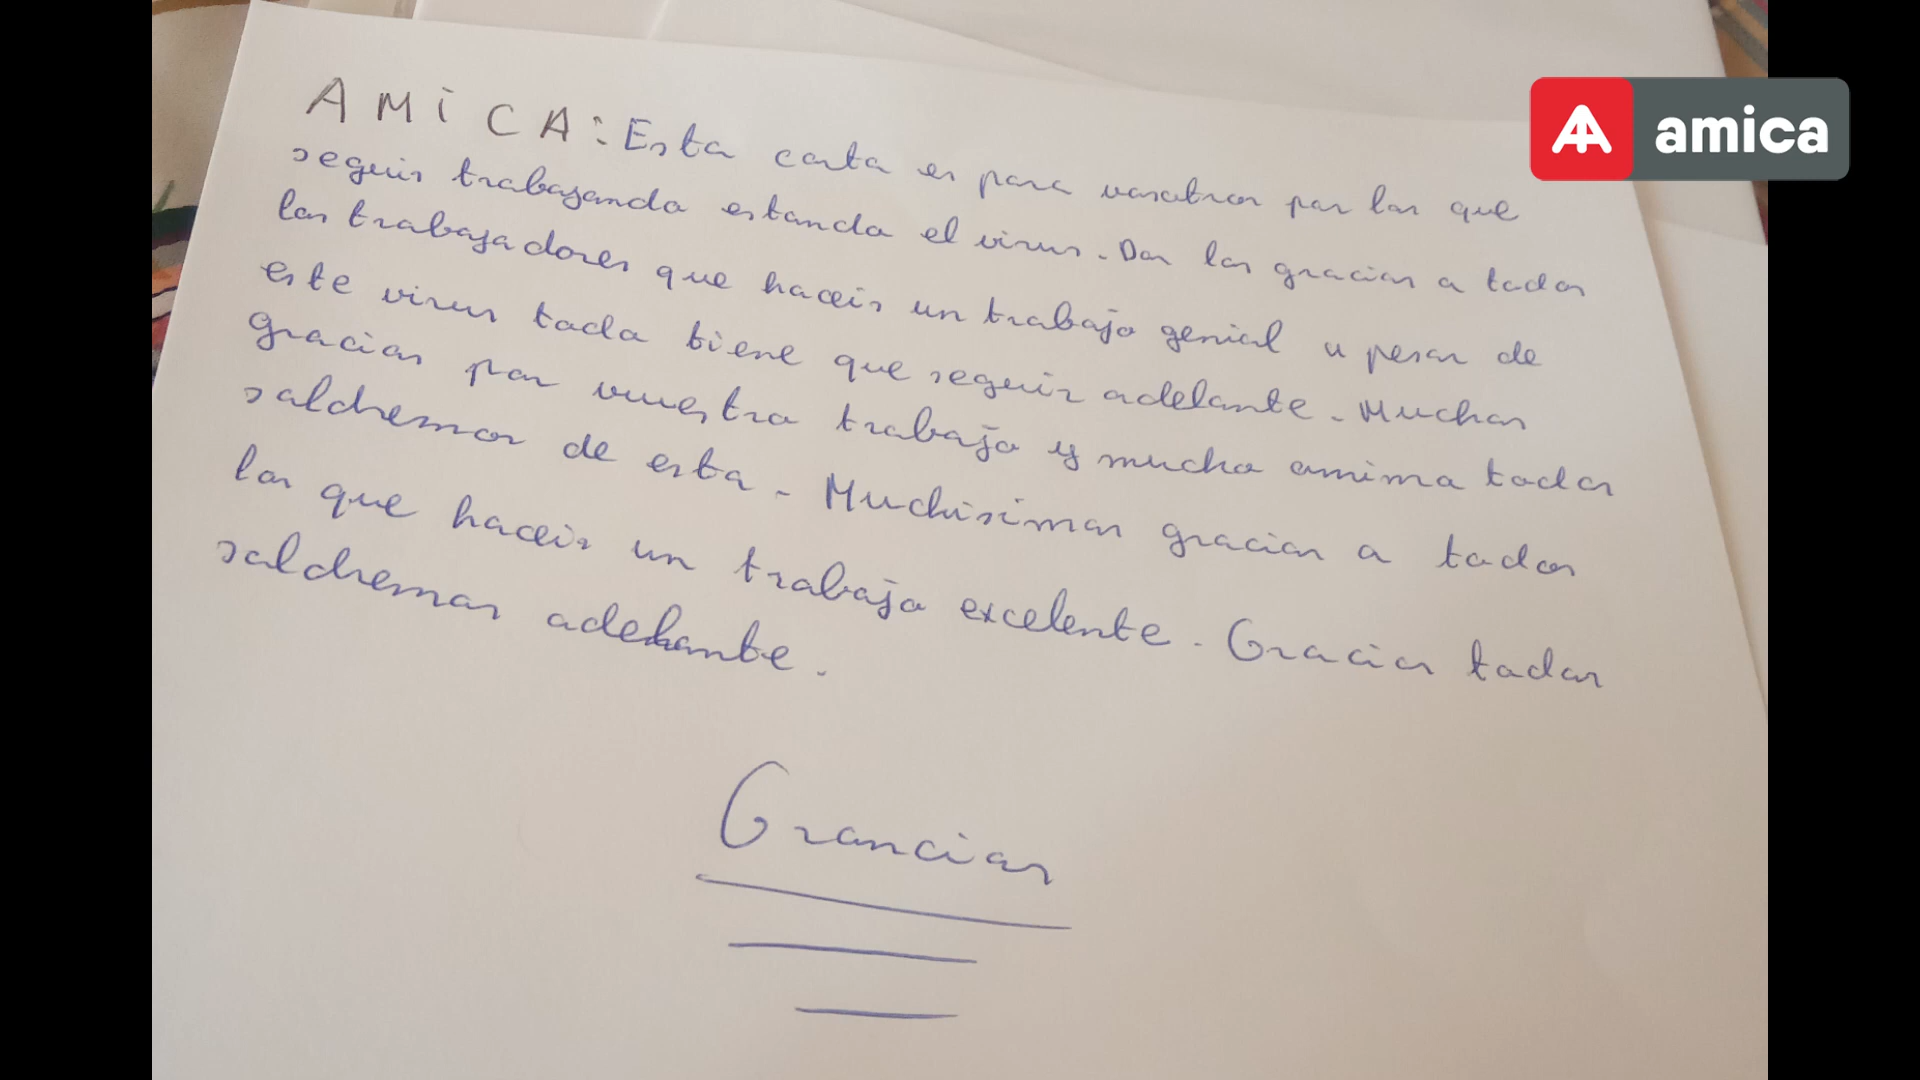 AMiCA: Esta carta es para vosotros por los que
seguis trabajando estando el virus. Dar las gracias a todos
los trabajadores que haceis un trabajo genial a pesar de
este virus todo tiene que seguir adelante. Muchas
gracias por vuestro trabajo y mucho animo todos
saldremos de esta. Muchisimas gracias a todos
los que haceis un trabajo excelente. Gracias todos
saldremos adelante.
Grancias
amica